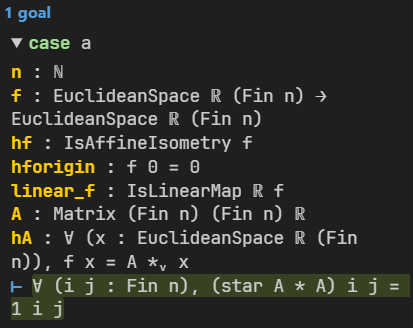 1 goal
▼ case a
n : ℕ
f : EuclideanSpace ℝ (Fin n) →
EuclideanSpace ℝ (Fin n)
hf : IsAffineIsometry f
hforigin : f 0 = 0
linear_f : IsLinearMap ℝ f
A : Matrix (Fin n) (Fin n) ℝ
hA : ∀ (x : EuclideanSpace ℝ (Fin
n)), f x = A *ᵥ x
⊢ ∀ (i j : Fin n), (star A * A) i j =
1 i j